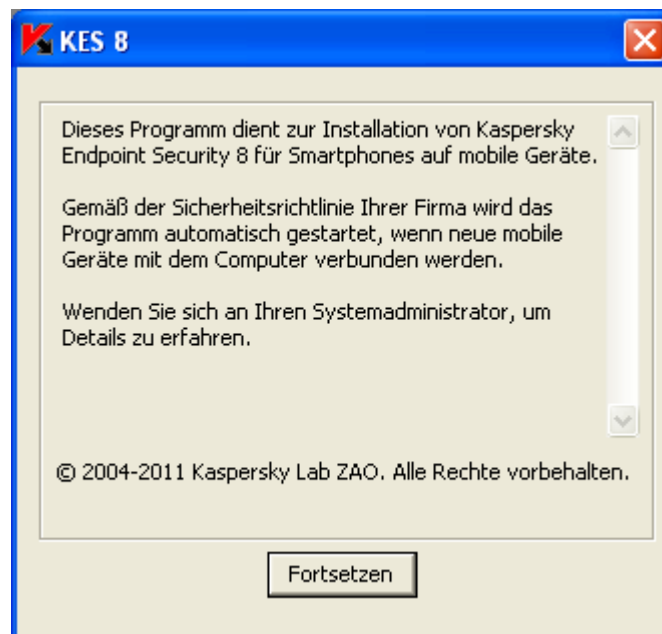 KES 8
Dieses Programm dient zur Installation von Kaspersky
Endpoint Security 8 für Smartphones auf mobile Geräte.
Gemäß der Sicherheitsrichtlinie Ihrer Firma wird das
Programm automatisch gestartet, wenn neue mobile
Geräte mit dem Computer verbunden werden.
Wenden Sie sich an Ihren Systemadministrator, um
Details zu erfahren.
© 2004-2011 Kaspersky Lab ZAO. Alle Rechte vorbehalten.
Fortsetzen